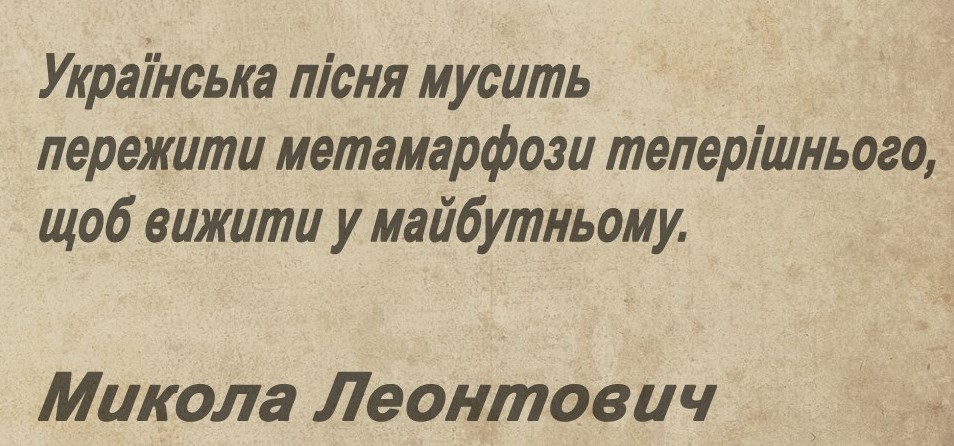 Українська пісня мусить
пережити метамарфози теперішнього,
щоб вижити у майбутньому.
Микола Леонтович